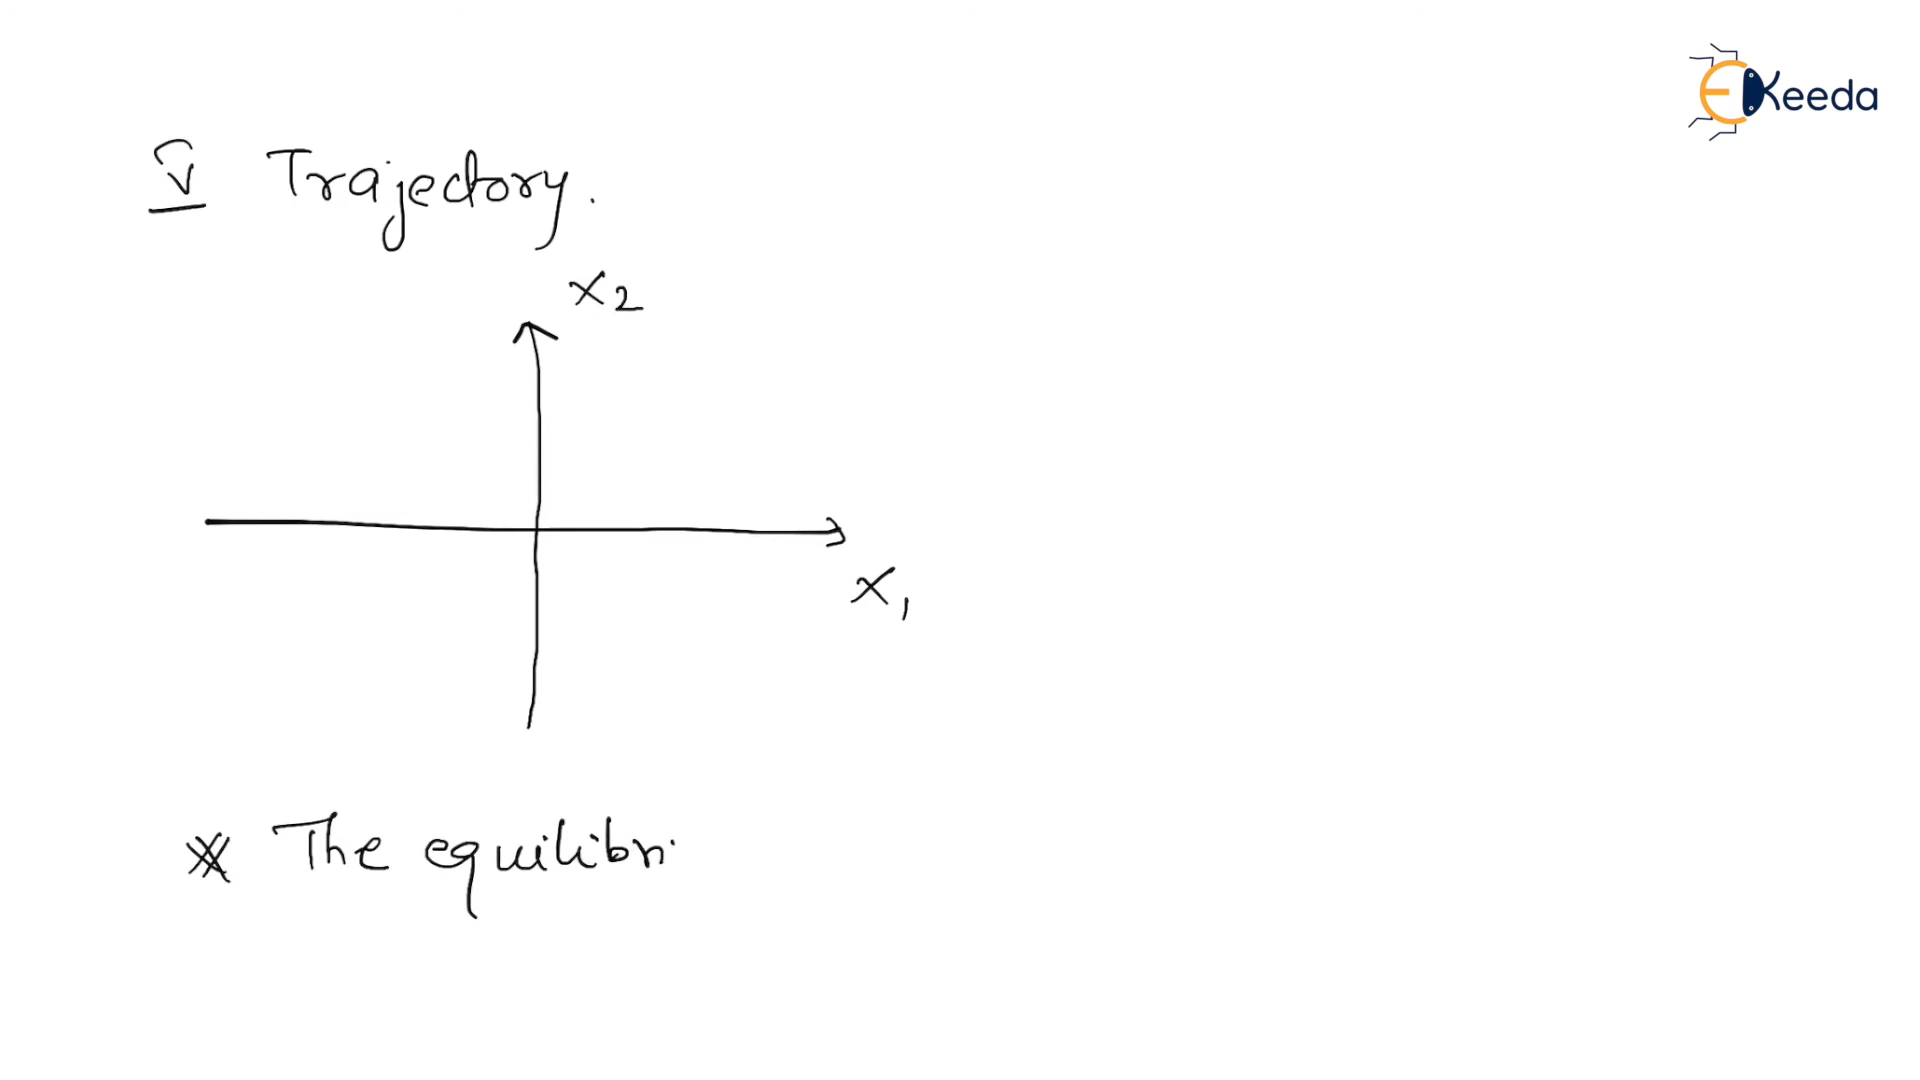 EKeeda
V Trajectory.
x2
x1
* The equilibri